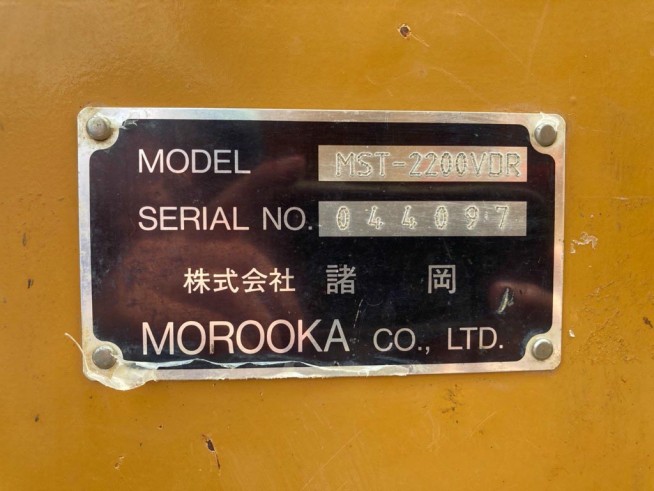 MODEL MST-2200VDR
SERIAL NO. 044097
株式会社 諸 岡
MOROOKA CO., LTD.